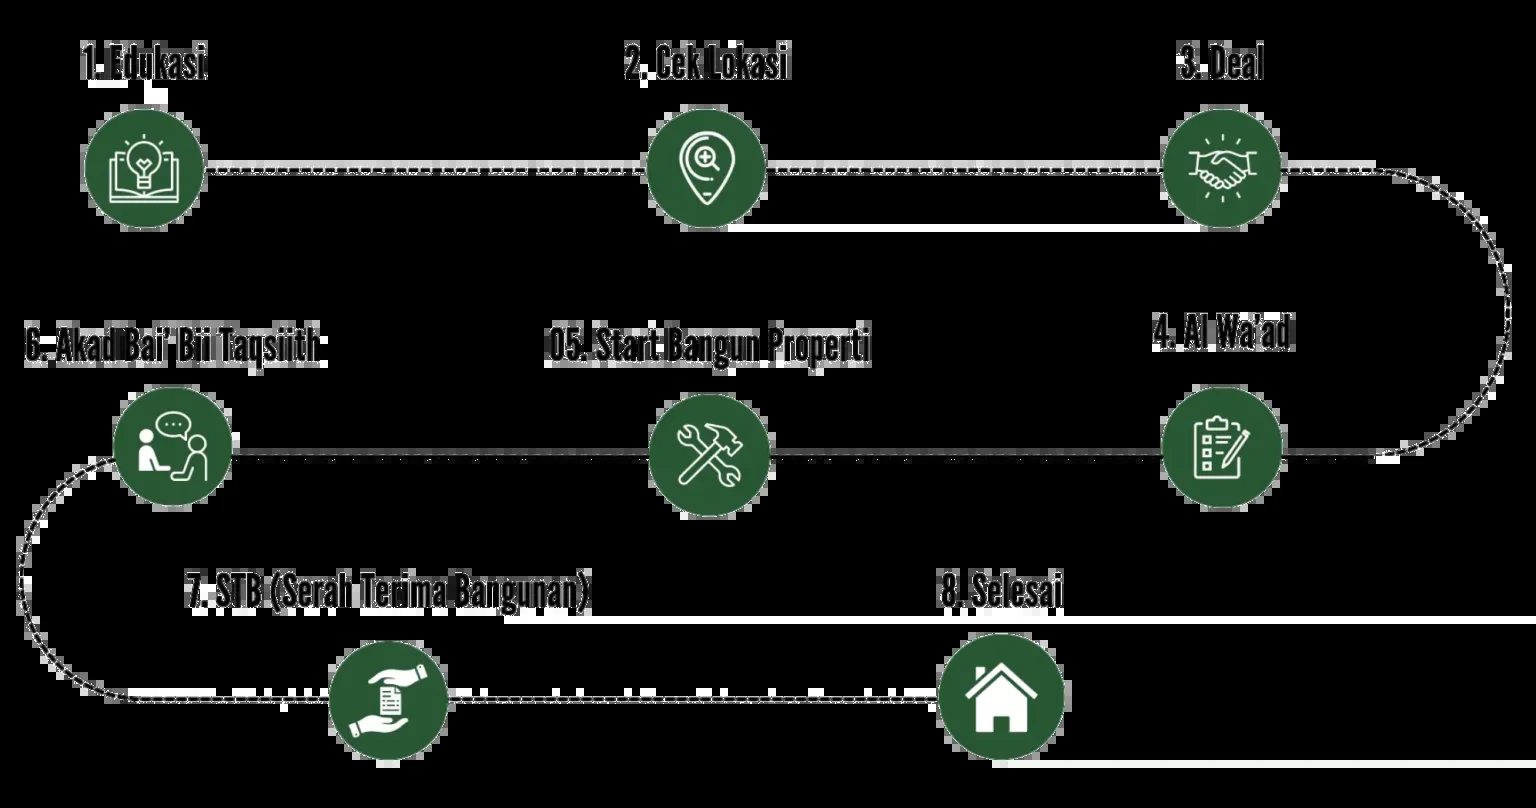 1. Edukasi
2. Cek Lokasi
3. Deal
4. Al Wa'ad
05. Start Bangun Properti
6. Akad Bai' Bii Taqsiith
7. STB (Serah Terima Bangunan)
8. Selesai